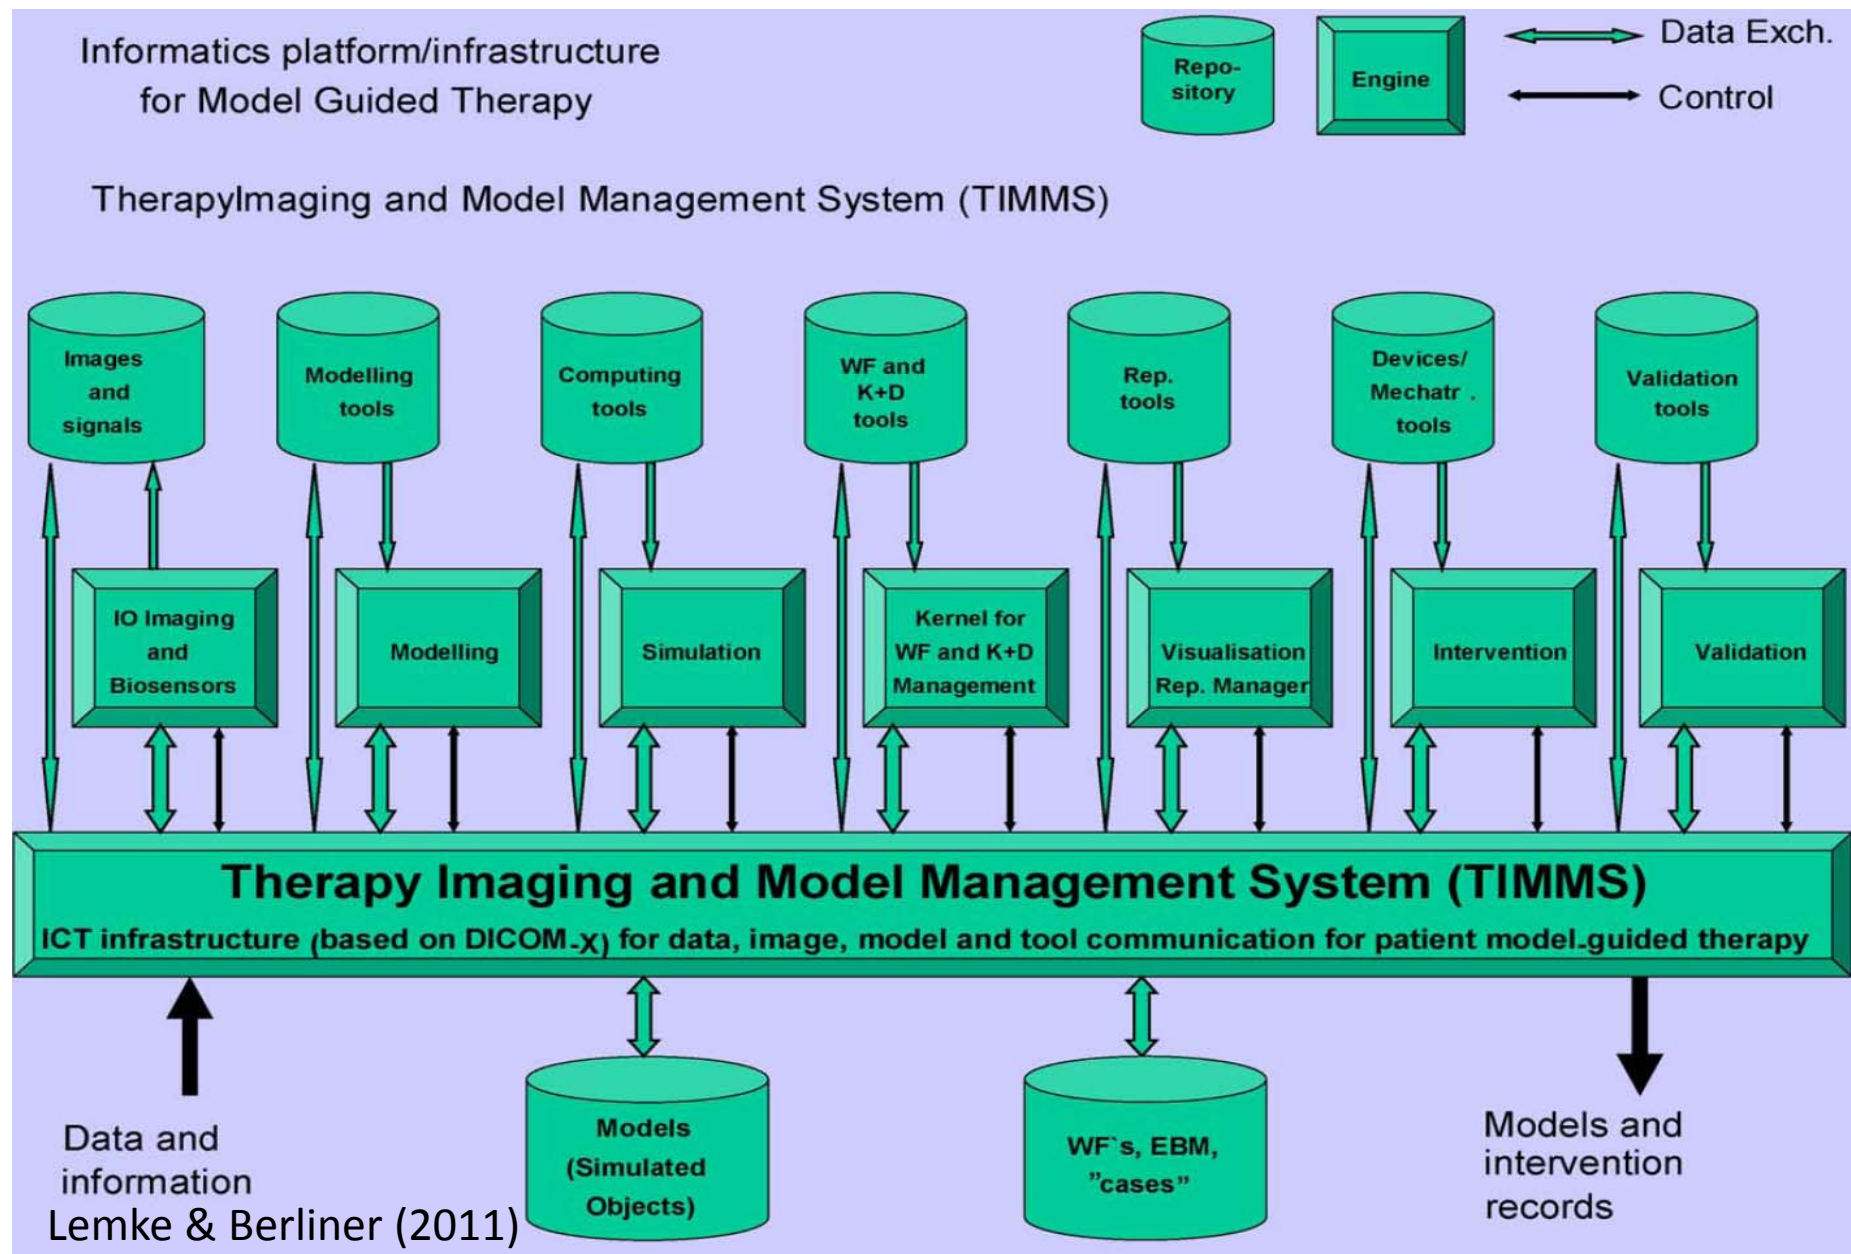 Informatics platform/infrastructure
for Model Guided Therapy
Repo-
sitory
Engine
Data Exch.
Control
TherapyImaging and Model Management System (TIMMS)
Images
and
signals
Modelling
tools
Computing
tools
WF and
K+D
tools
Rep.
tools
Devices/
Mechatr .
tools
Validation
tools
IO Imaging
and
Biosensors
Modelling
Simulation
Kernel for
WF and K+D
Management
Visualisation
Rep. Manager
Intervention
Validation
Therapy Imaging and Model Management System (TIMMS)
ICT infrastructure (based on DICOM-X) for data, image, model and tool communication for patient model-guided therapy
Data and
information
Models
(Simulated
Objects)
WF`s, EBM,
”cases”
Models and
intervention
records
Lemke & Berliner (2011)